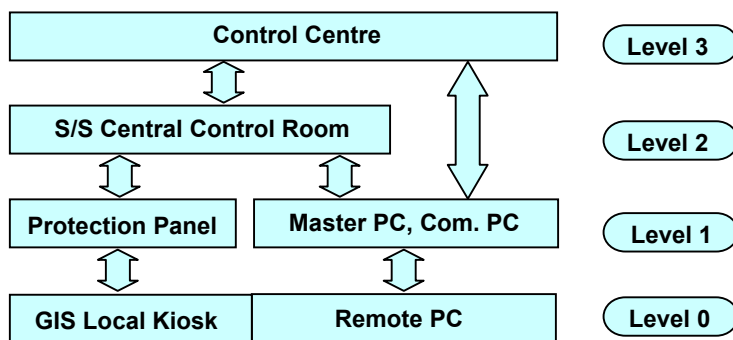 Control Centre
Level 3
S/S Central Control Room
Level 2
Protection Panel
Master PC, Com. PC
Level 1
GIS Local Kiosk
Remote PC
Level 0